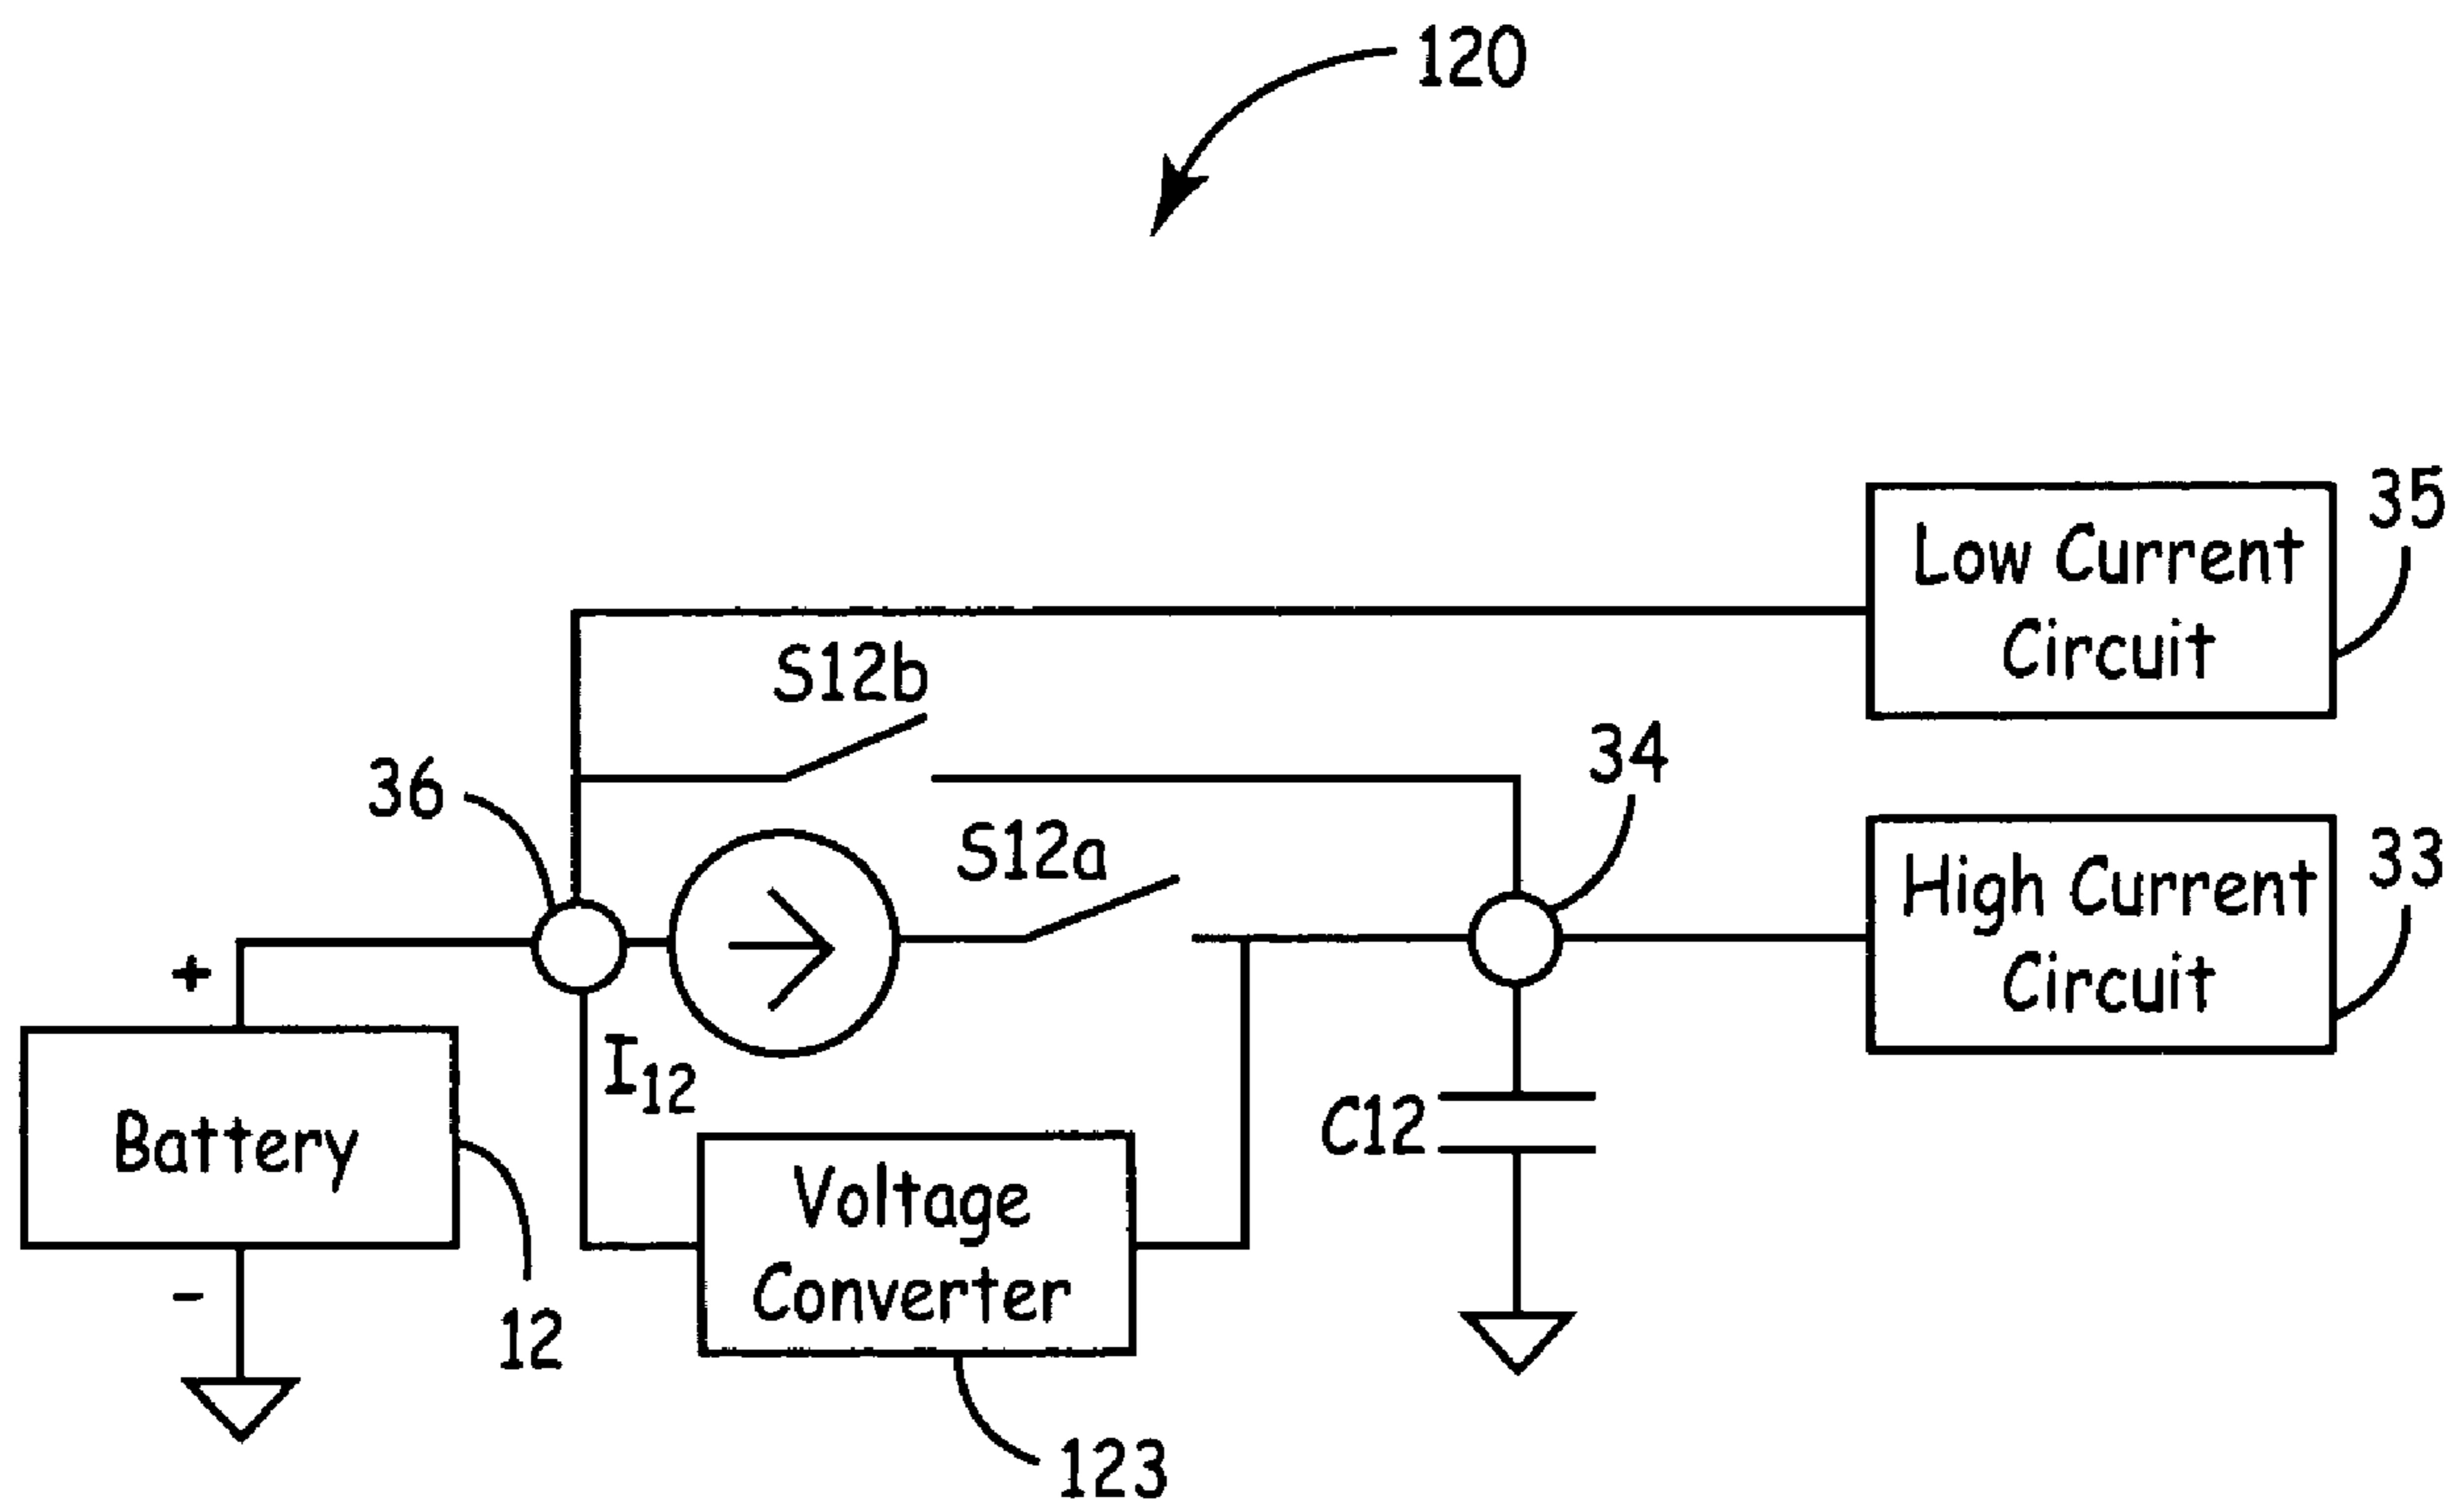 120
35
Low Current
Circuit
S12b
34
36
S12a
33
High Current
Circuit
+
I12
C12
Battery
Voltage
Converter
-
12
123